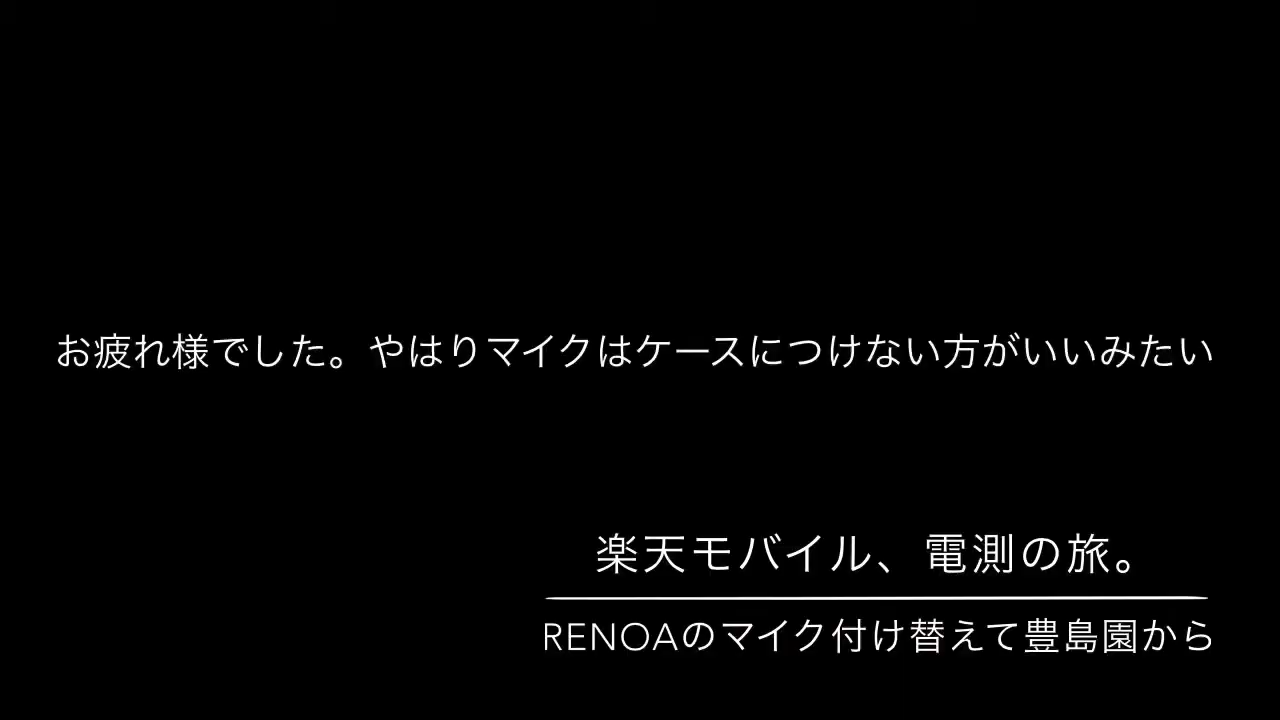 お疲れ様でした。やはりマイクはケースにつけない方がいいみたい
楽天モバイル、電測の旅。
RENOAのマイク付け替えて豊島園から